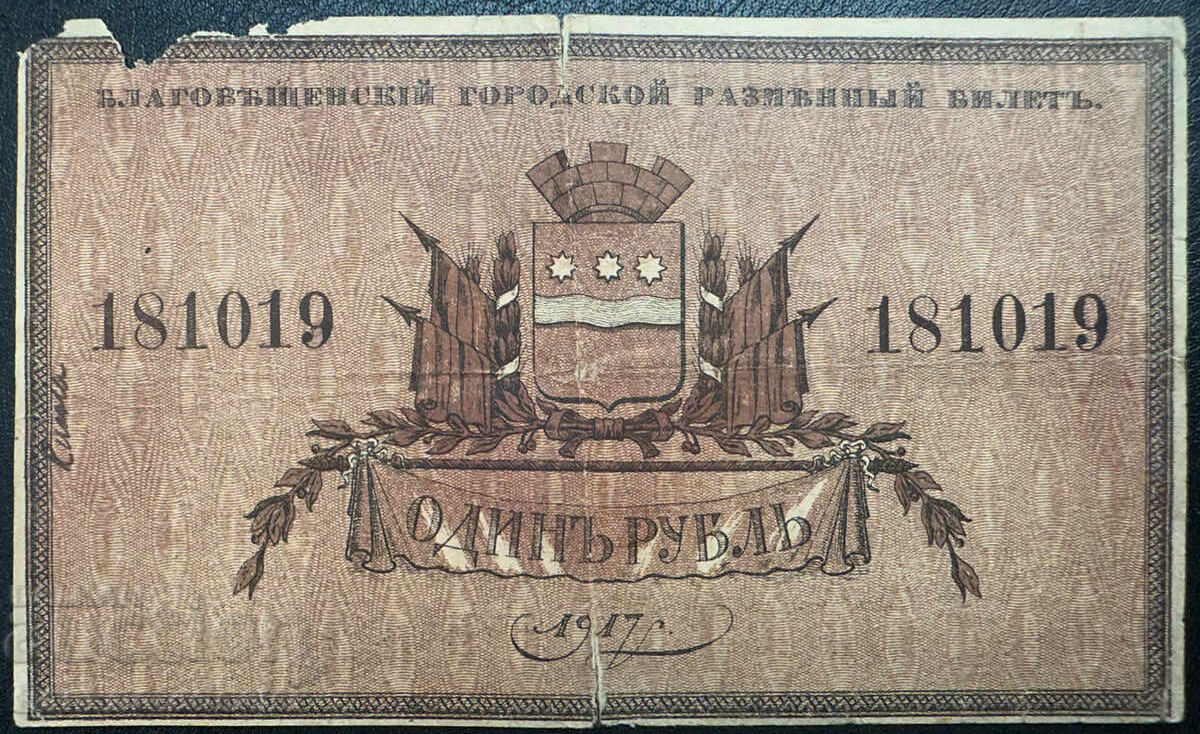 БЛАГОВѢЩЕНСКІЙ ГОРОДСКОЙ РАЗМѢННЫЙ БИЛЕТЪ.
181019 181019
ОДИНЪ РУБЛЬ
1917 г.